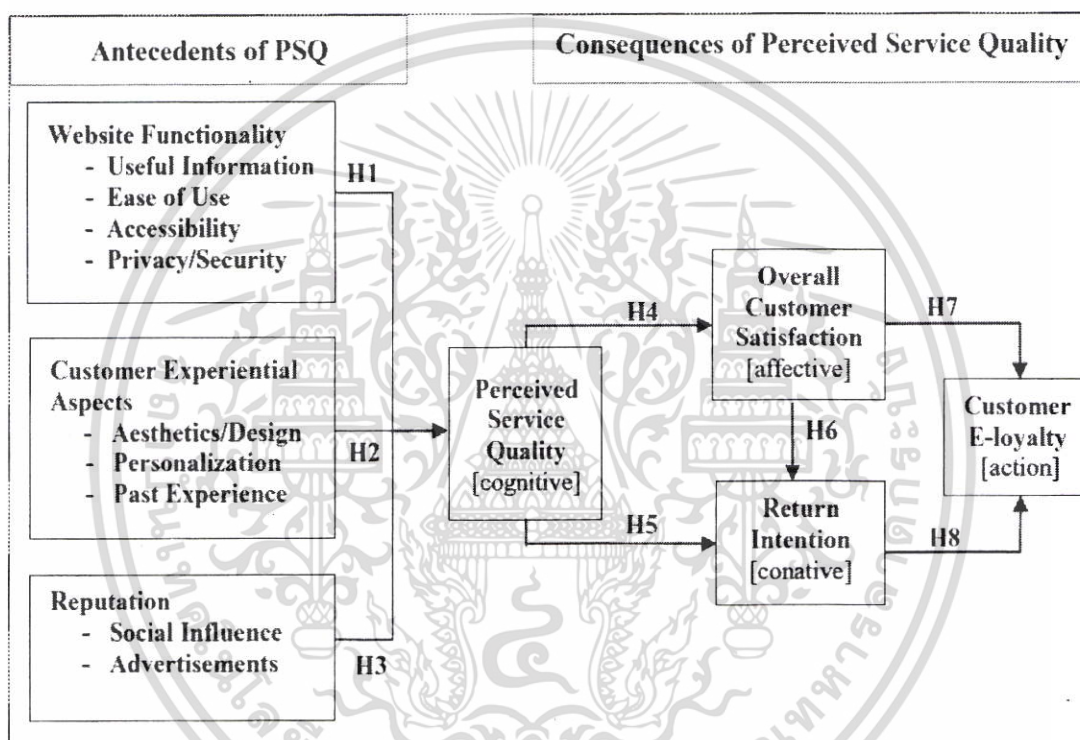 Antecedents of PSQ
Consequences of Perceived Service Quality
Website Functionality
- Useful Information
- Ease of Use
- Accessibility
- Privacy/Security
H1
Customer Experiential
Aspects
- Aesthetics/Design
- Personalization
- Past Experience
H2
Reputation
- Social Influence
- Advertisements
H3
Perceived
Service
Quality
[cognitive]
H4
H5
Overall
Customer
Satisfaction
[affective]
H6
Return
Intention
[conative]
H7
H8
Customer
E-loyalty
[action]